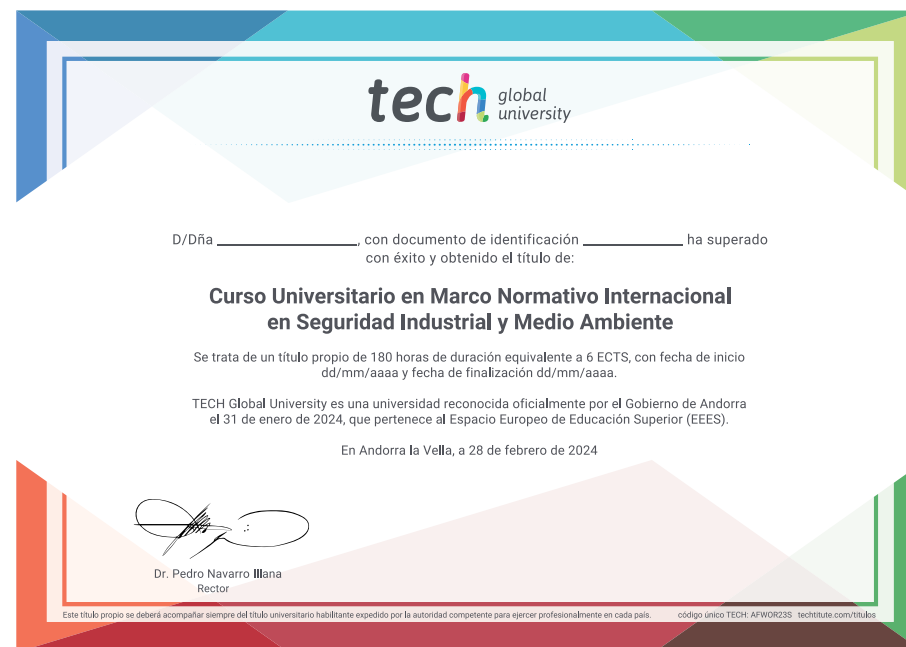 tech global university
D/Dña , con documento de identificación ha superado
con éxito y obtenido el título de:
Curso Universitario en Marco Normativo Internacional
en Seguridad Industrial y Medio Ambiente
Se trata de un título propio de 180 horas de duración equivalente a 6 ECTS, con fecha de inicio
dd/mm/aaaa y fecha de finalización dd/mm/aaaa.
TECH Global University es una universidad reconocida oficialmente por el Gobierno de Andorra
el 31 de enero de 2024, que pertenece al Espacio Europeo de Educación Superior (EEES).
En Andorra la Vella, a 28 de febrero de 2024
Dr. Pedro Navarro Illana
Rector
Este título propio se deberá acompañar siempre del título universitario habilitante expedido por la autoridad competente para ejercer profesionalmente en cada país. código único TECH: AFWOR23S techtitute.com/titulos